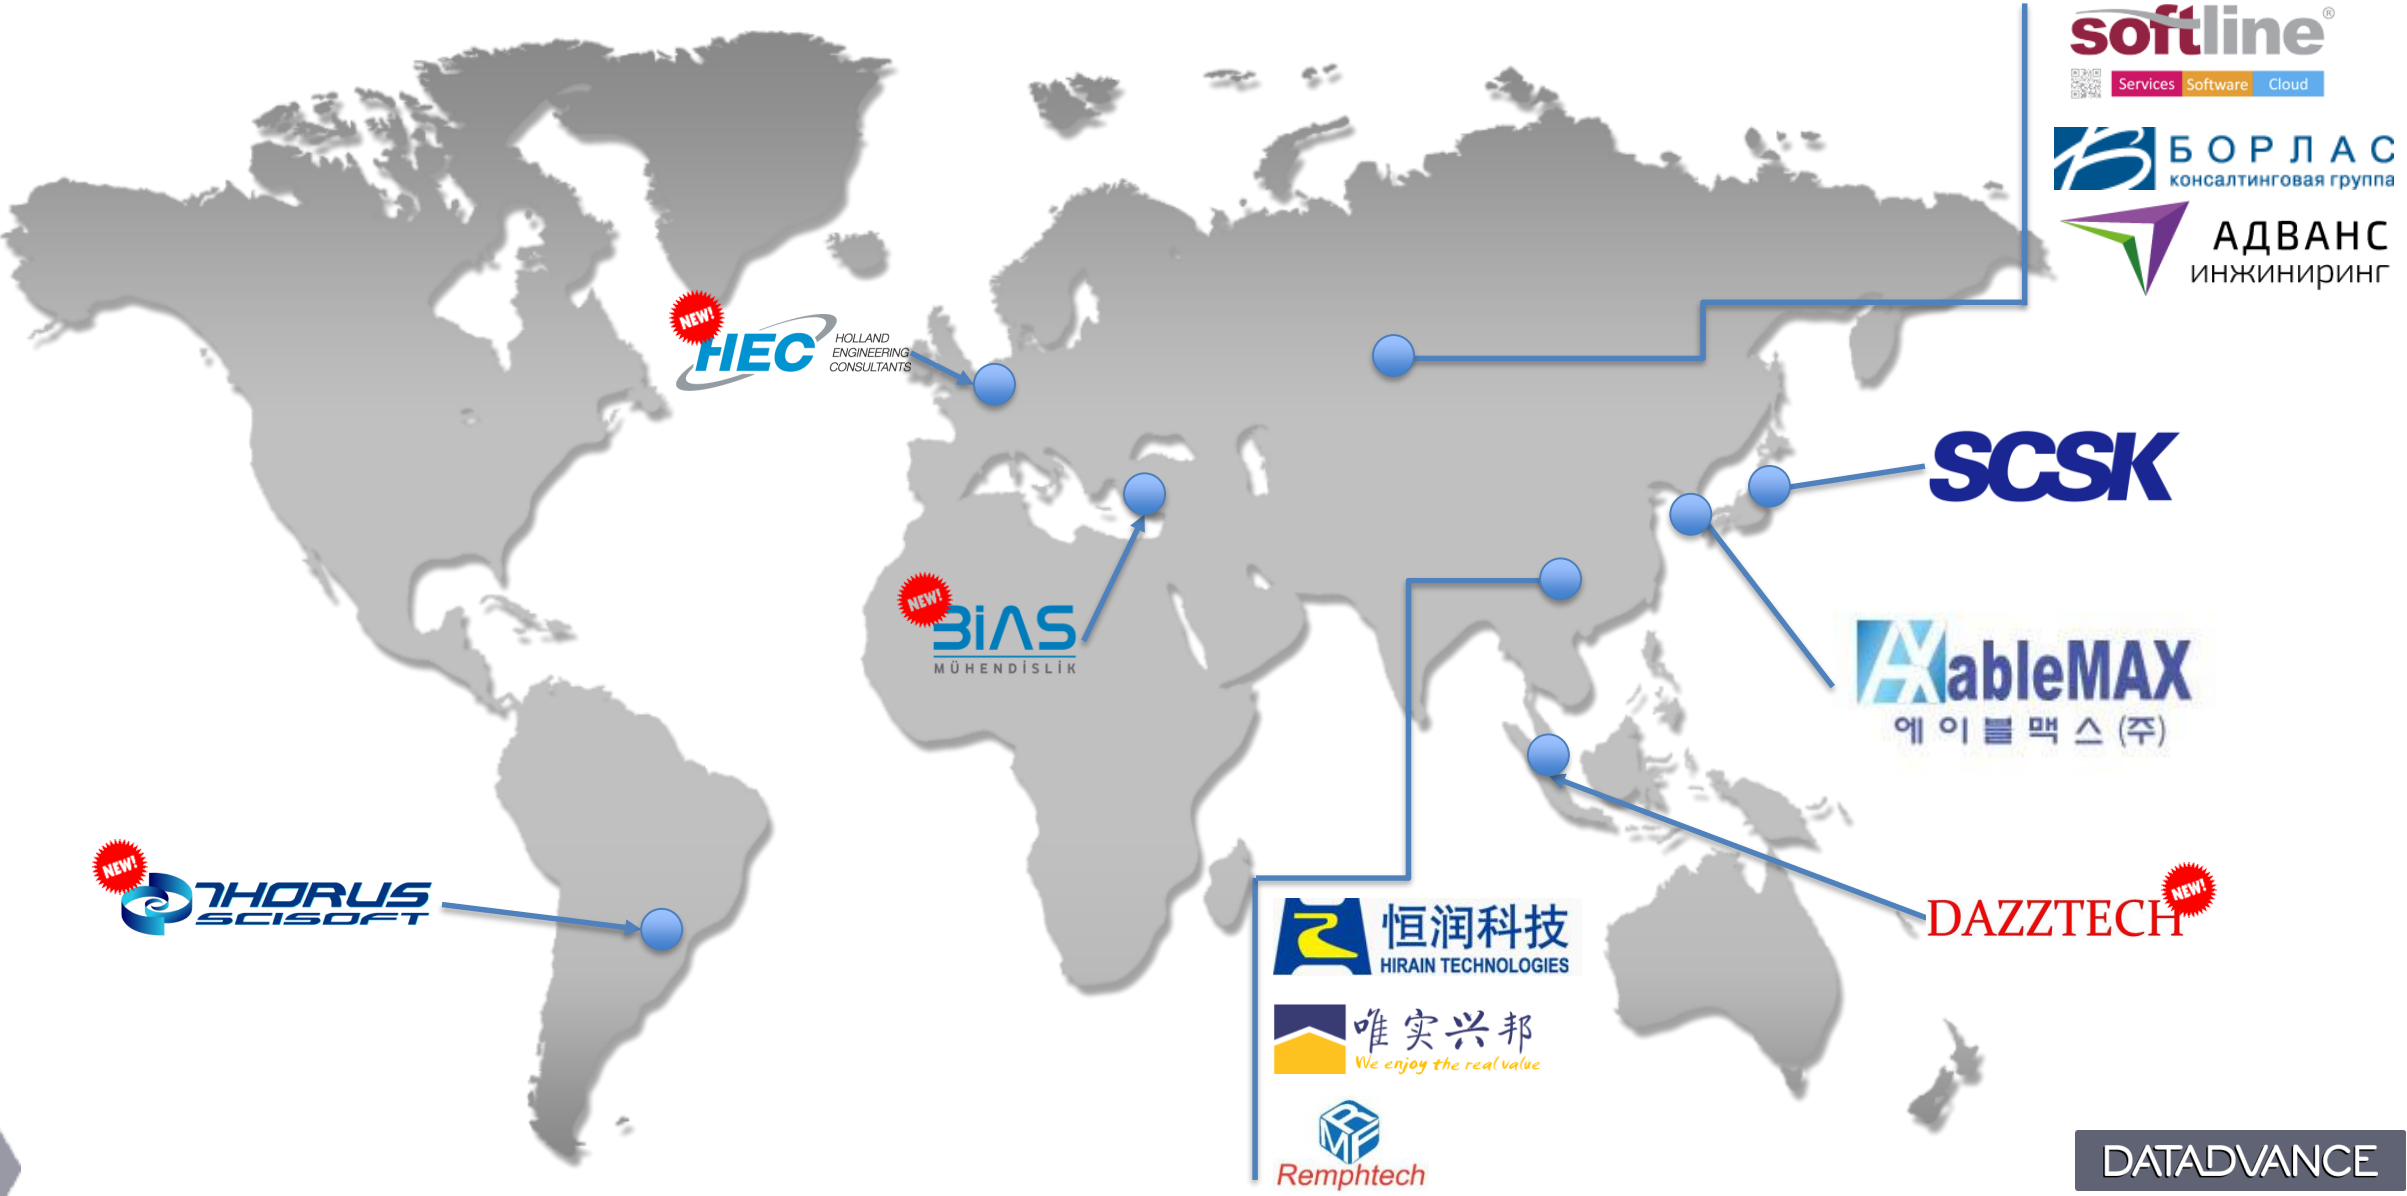 softline®
Services Software Cloud
БОРЛАС
консалтинговая группа
АДВАНС
инжиниринг
NEW!
HEC
HOLLAND
ENGINEERING
CONSULTANTS
SCSK
NEW!
BiAS
MÜHENDİSLİK
ableMAX
에이블맥스(주)
NEW!
THORUS
SCISOFT
NEW!
DAZZTECH
恒润科技
HIRAIN TECHNOLOGIES
唯实兴邦
We enjoy the real value
RMF
Remphtech
DATADVANCE